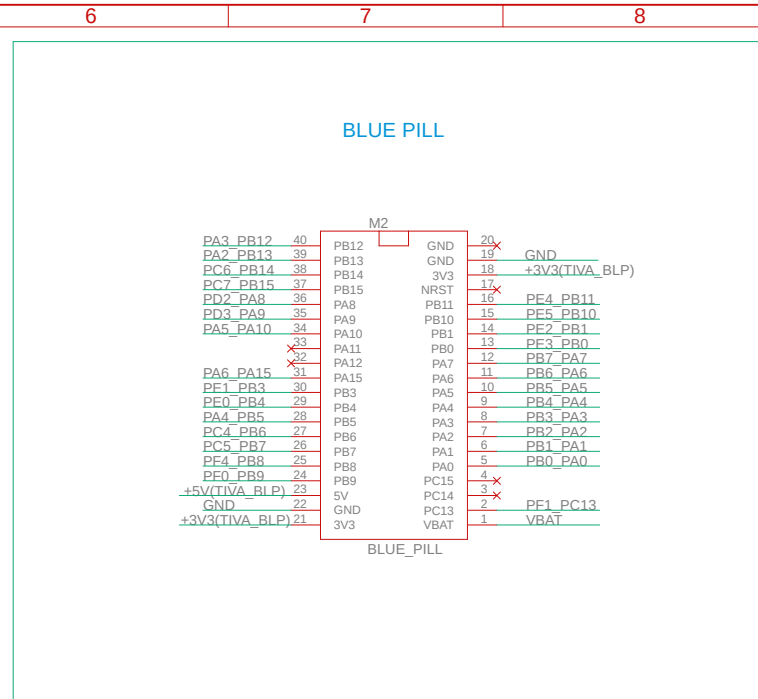 6 7 8
BLUE PILL
M2
PA3_PB12 40 PB12 GND 20
PA2_PB13 39 PB13 GND 19 GND
PC6_PB14 38 PB14 3V3 18 +3V3(TIVA_BLP)
PC7_PB15 37 PB15 NRST 17
PD2_PA8 36 PA8 PB11 16 PE4_PB11
PD3_PA9 35 PA9 PB10 15 PE5_PB10
PA5_PA10 34 PA10 PB1 14 PE2_PB1
33 PA11 PB0 13 PE3_PB0
32 PA12 PA7 12 PB7_PA7
PA6_PA15 31 PA15 PA6 11 PB6_PA6
PE1_PB3 30 PB3 PA5 10 PB5_PA5
PE0_PB4 29 PB4 PA4 9 PB4_PA4
PA4_PB5 28 PB5 PA3 8 PB3_PA3
PC4_PB6 27 PB6 PA2 7 PB2_PA2
PC5_PB7 26 PB7 PA1 6 PB1_PA1
PF4_PB8 25 PB8 PA0 5 PB0_PA0
PF0_PB9 24 PB9 PC15 4
+5V(TIVA_BLP) 23 5V PC14 3
GND 22 GND PC13 2 PF1_PC13
+3V3(TIVA_BLP) 21 3V3 VBAT 1 VBAT
BLUE_PILL